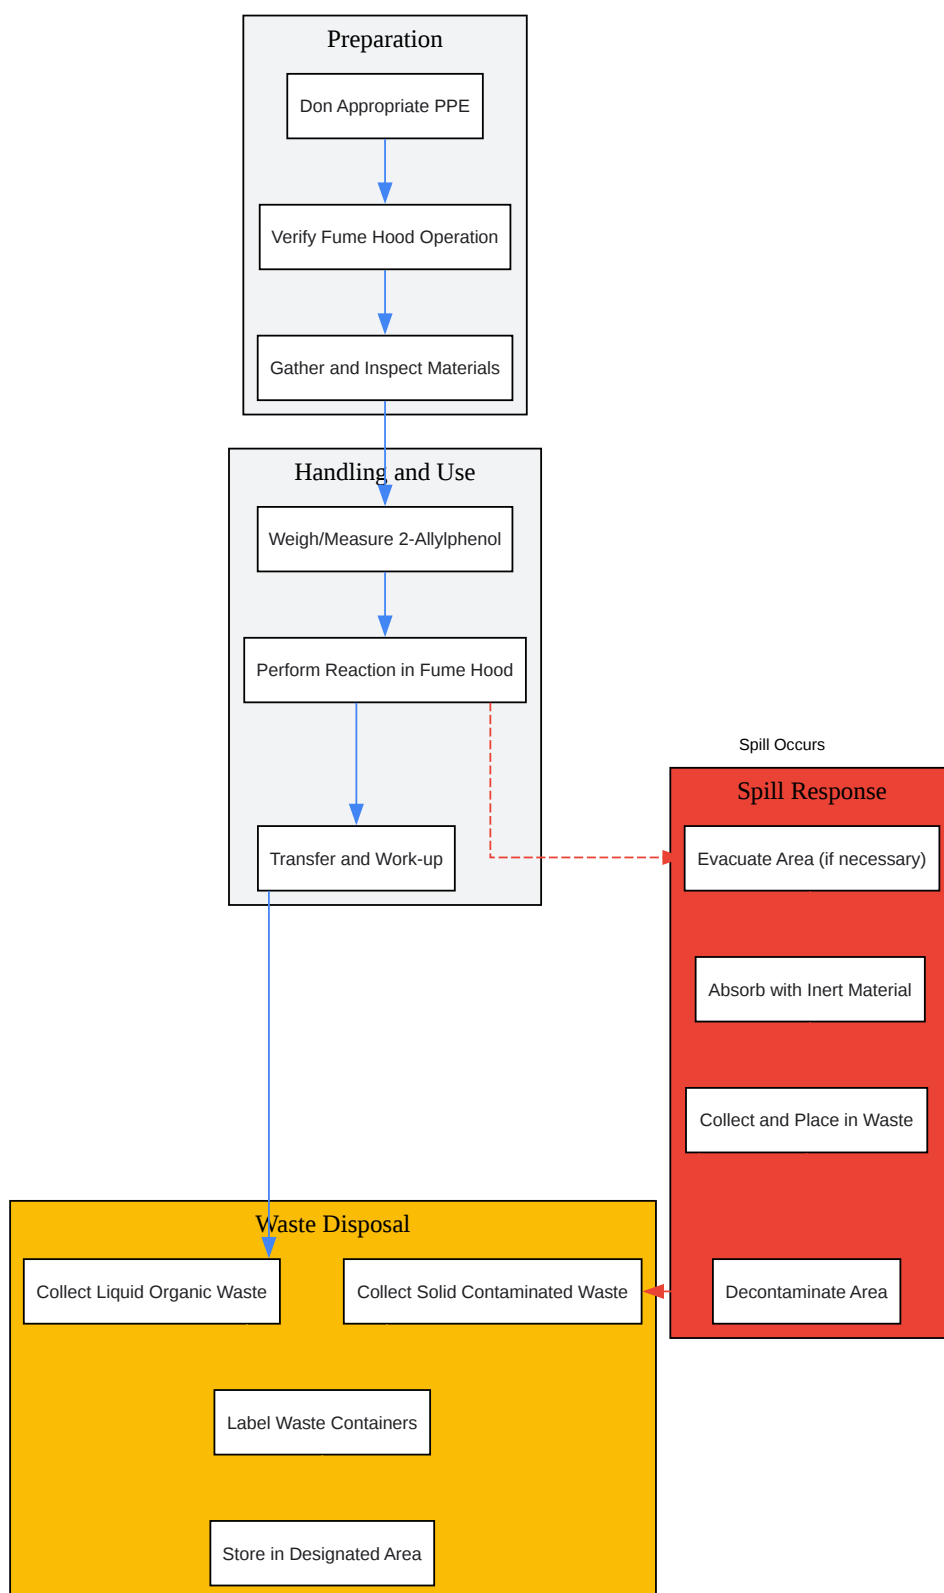 Preparation
Don Appropriate PPE
Verify Fume Hood Operation
Gather and Inspect Materials
Handling and Use
Weigh/Measure 2-Allylphenol
Perform Reaction in Fume Hood
Transfer and Work-up
Spill Occurs
Spill Response
Evacuate Area (if necessary)
Absorb with Inert Material
Collect and Place in Waste
Decontaminate Area
Waste Disposal
Collect Liquid Organic Waste
Collect Solid Contaminated Waste
Label Waste Containers
Store in Designated Area